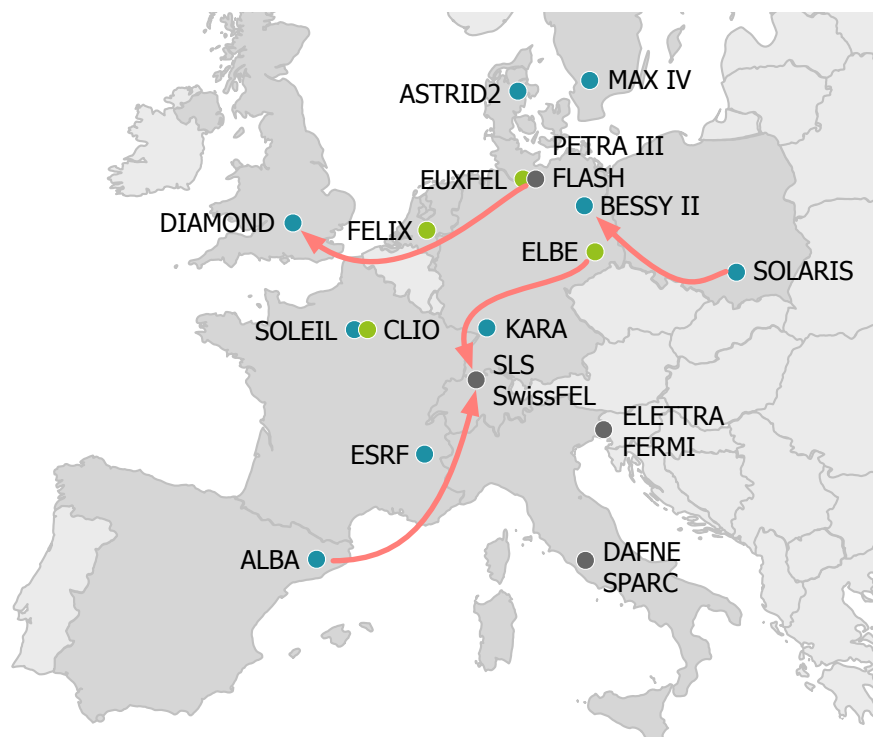 MAX IV
ASTRID2
PETRA III
EUXFEL
FLASH
BESSY II
DIAMOND
FELIX
ELBE
SOLARIS
SOLEIL
CLIO
KARA
SLS
SwissFEL
ELETTRA
FERMI
ESRF
ALBA
DAFNE
SPARC